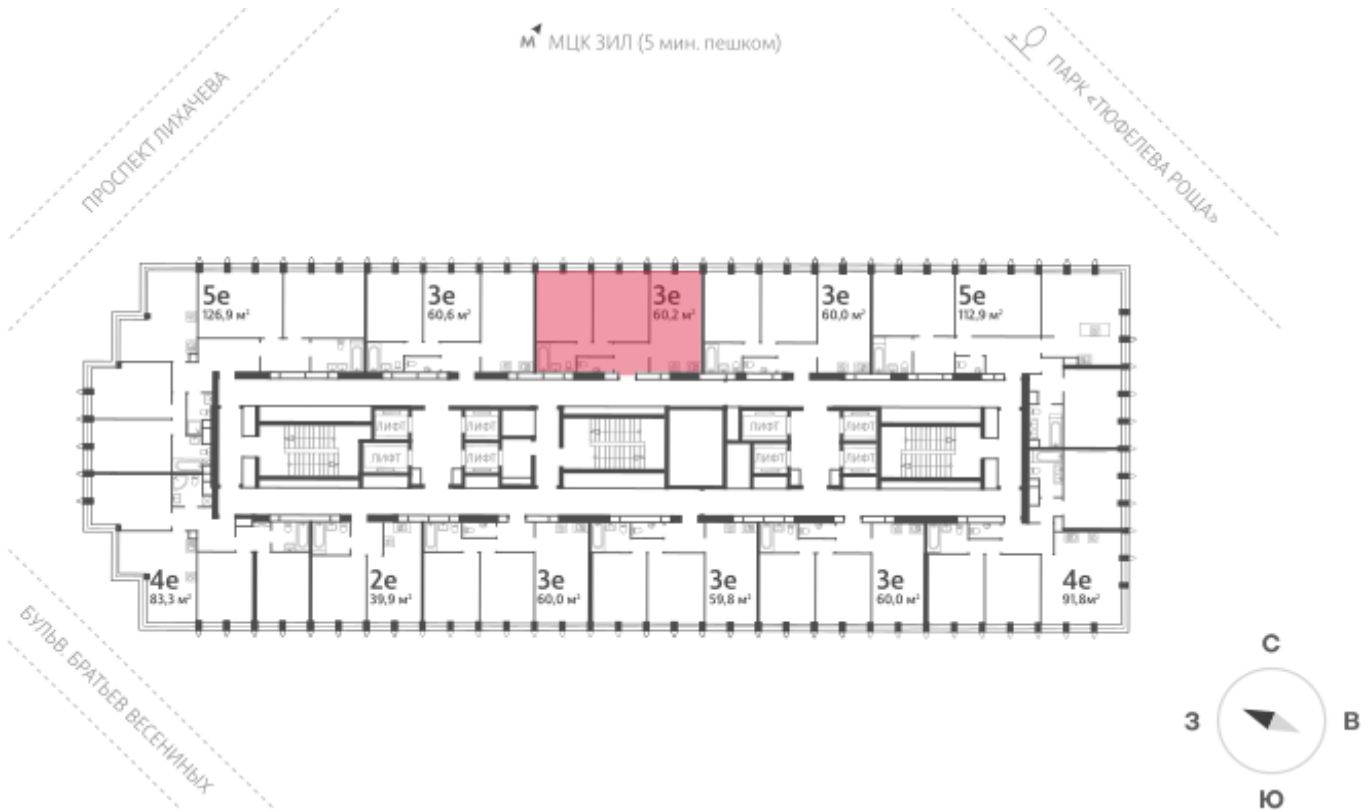 М МЦК ЗИЛ (5 мин. пешком)
ПРОСПЕКТ ЛИХАЧЕВА
ПАРК «ТЮФЕЛЕВА РОЩА»
5е
126,9 м²
3е
60,6 м²
3е
60,2 м²
3е
60,0 м²
5е
112,9 м²
ЛИФТ
ЛИФТ
ЛИФТ
ЛИФТ
ЛИФТ
ЛИФТ
ЛИФТ
ЛИФТ
4е
83,3 м²
2е
39,9 м²
3е
60,0 м²
3е
59,8 м²
3е
60,0 м²
4е
91,8м²
БУЛЬВ. БРАТЬЕВ ВЕСЕНИНЫХ
С
З
В
Ю